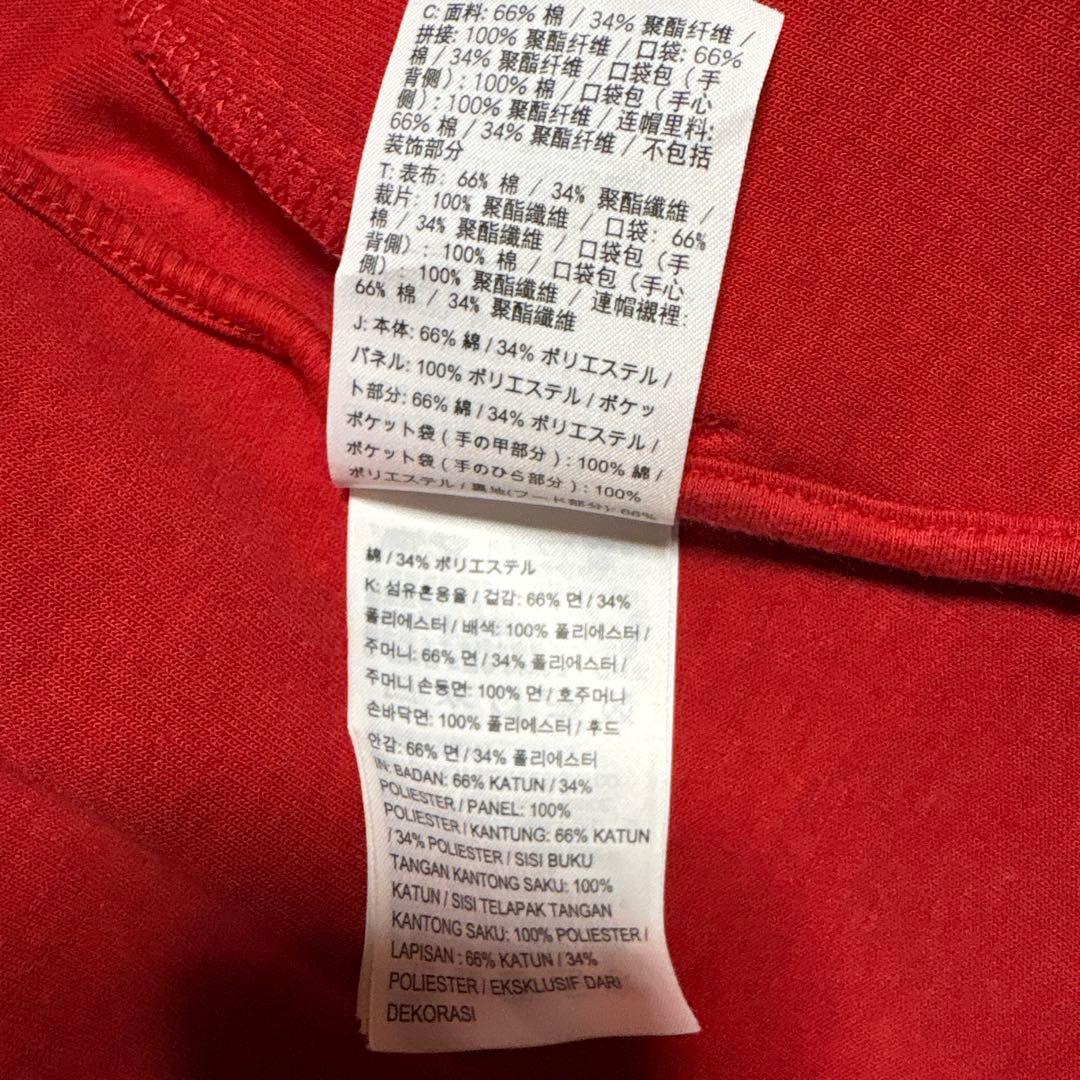 C: 面料: 66% 棉 / 34% 聚酯纤维 /
拼接: 100% 聚酯纤维 / 口袋: 66%
棉 / 34% 聚酯纤维 / 口袋包（手
背侧）: 100% 棉 / 口袋包（手心
侧）: 100% 聚酯纤维 / 连帽里料:
66% 棉 / 34% 聚酯纤维 / 不包括
装饰部分
T: 表布: 66% 棉 / 34% 聚酯纖維 /
裁片: 100% 聚酯纖維 / 口袋: 66%
棉 / 34% 聚酯纖維 / 口袋包（手
背側）: 100% 棉 / 口袋包（手心
側）: 100% 聚酯纖維 / 連帽襯裡:
66% 棉 / 34% 聚酯纖維
J: 本体: 66% 綿 / 34% ポリエステル /
パネル: 100% ポリエステル / ポケッ
ト部分: 66% 綿 / 34% ポリエステル /
ポケット袋 ( 手の甲部分 ) : 100% 綿 /
ポケット袋 ( 手のひら部分 ) : 100%
ポリエステル / 裏地(フード部分): 66%
綿 / 34% ポリエステル
K: 섬유혼용율 / 겉감: 66% 면 / 34%
폴리에스터 / 배색: 100% 폴리에스터 /
주머니: 66% 면 / 34% 폴리에스터 /
주머니 손등면: 100% 면 / 호주머니
손바닥면: 100% 폴리에스터 / 후드
안감: 66% 면 / 34% 폴리에스터
IN: BADAN: 66% KATUN / 34%
POLIESTER / PANEL: 100%
POLIESTER / KANTUNG: 66% KATUN
/ 34% POLIESTER / SISI BUKU
TANGAN KANTONG SAKU: 100%
KATUN / SISI TELAPAK TANGAN
KANTONG SAKU: 100% POLIESTER /
LAPISAN : 66% KATUN / 34%
POLIESTER / EKSKLUSIF DARI
DEKORASI